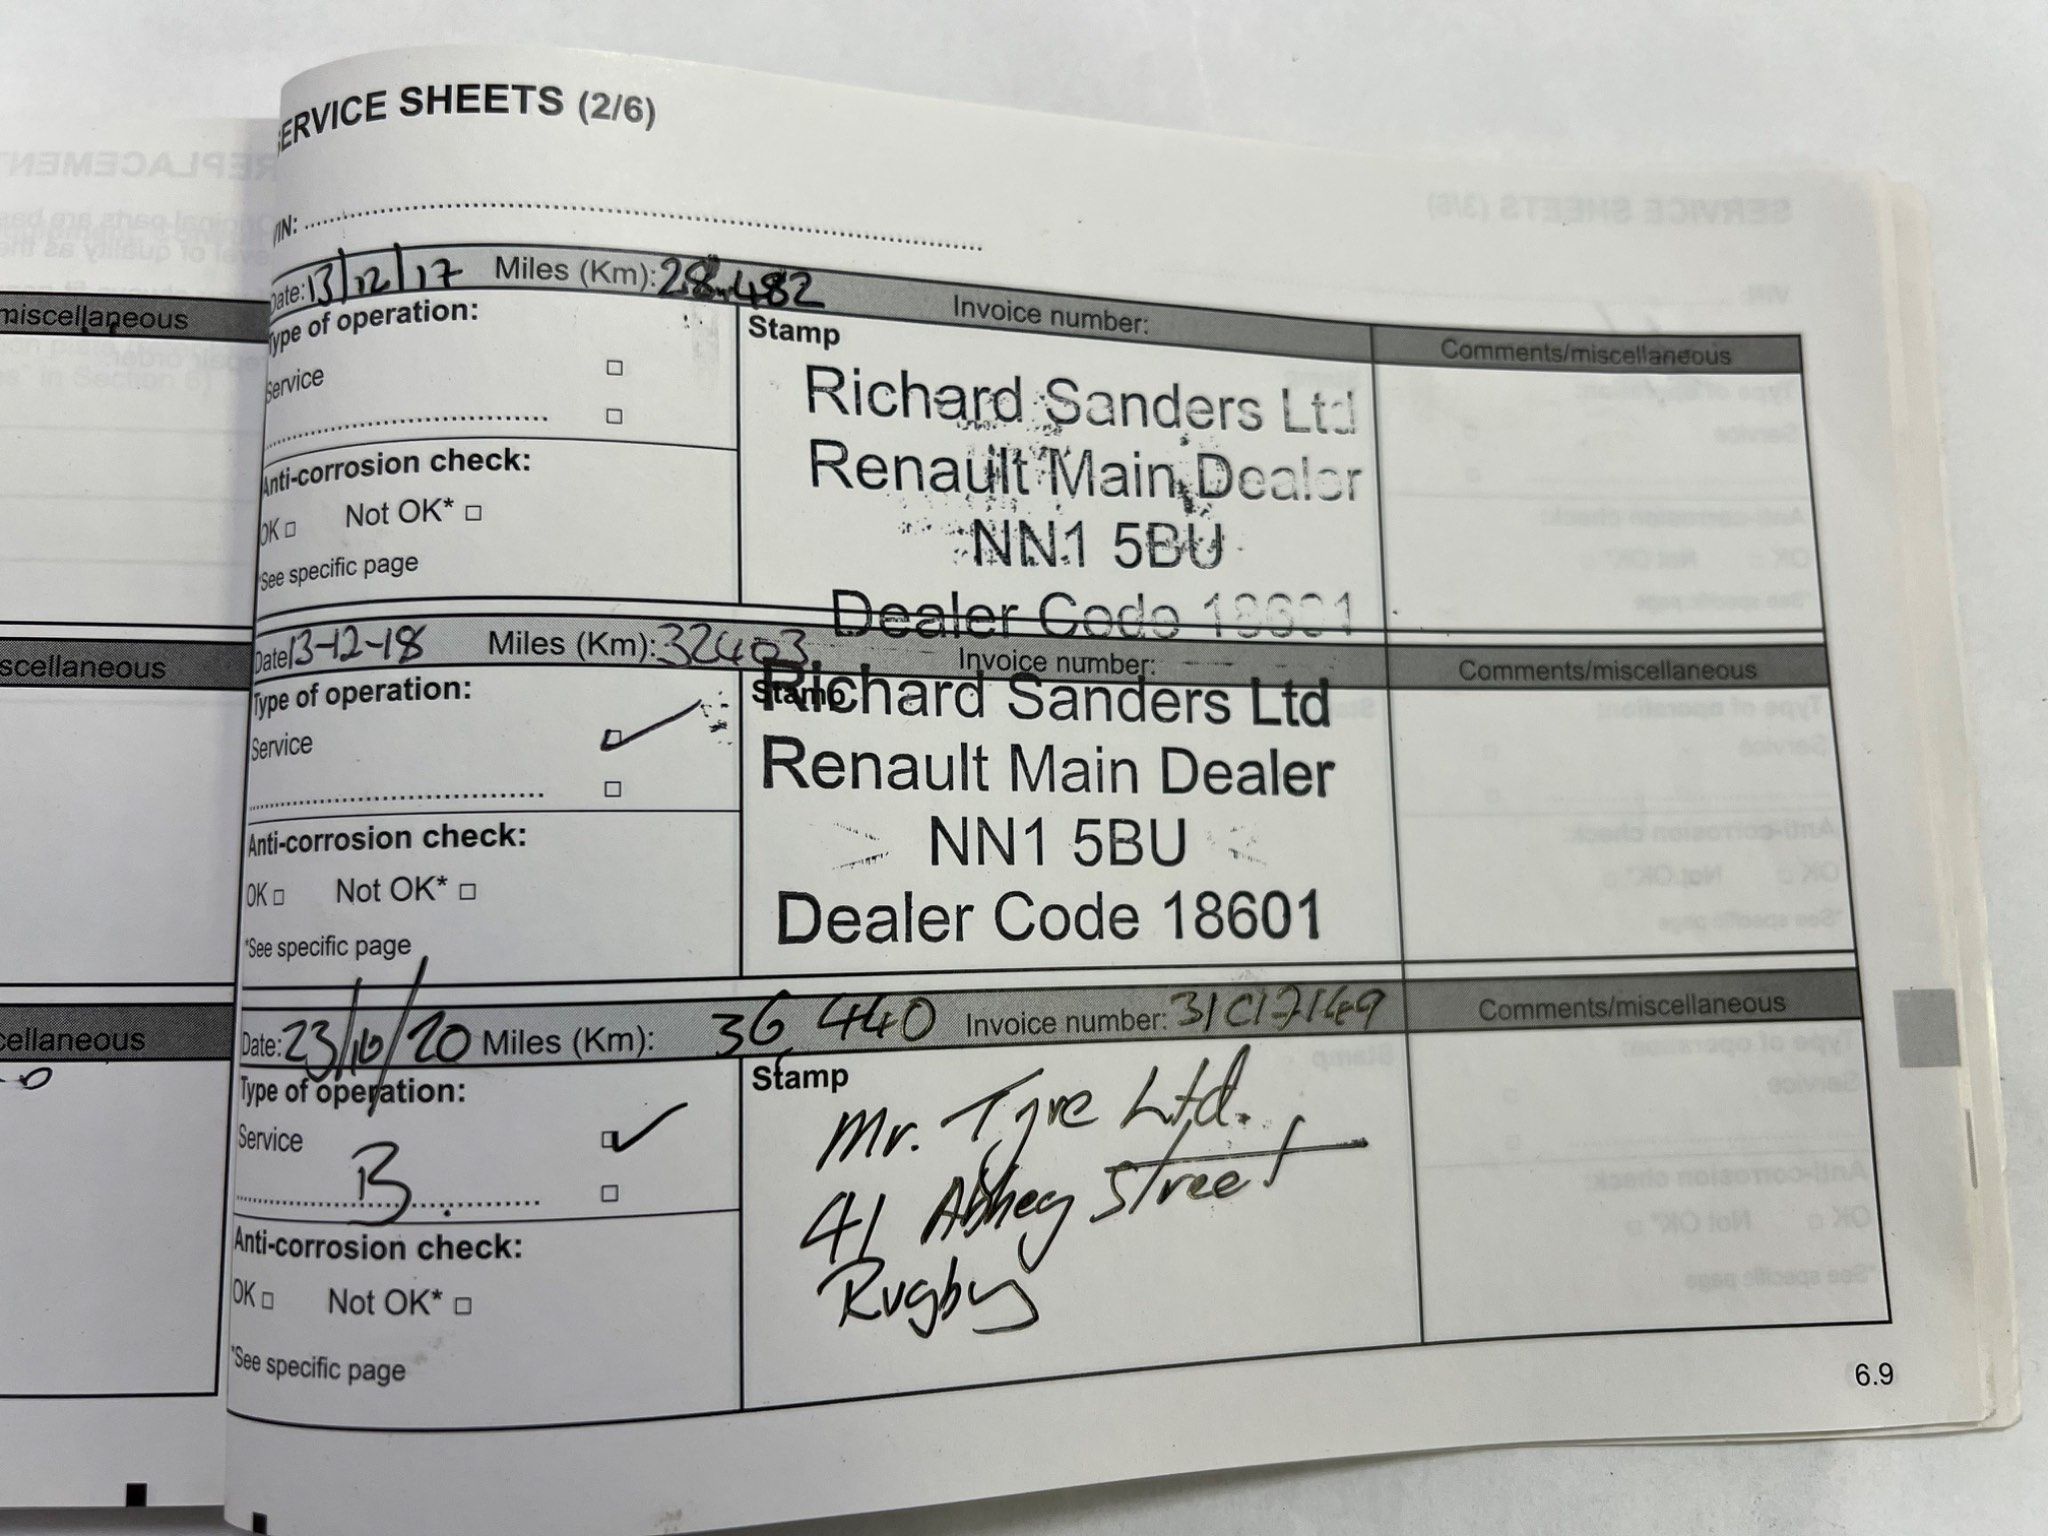 SERVICE SHEETS (2/6)
VIN:
Date: 13/12/17 Miles (Km): 28.482 Invoice number:
Comments/miscellaneous
Type of operation:
Service
Anti-corrosion check:
OK Not OK*
*See specific page
Stamp
Richard Sanders Ltd
Renault Main Dealer
NN1 5BU
Dealer Code 18601
Date: 13-12-18 Miles (Km): 32403 Invoice number:
Comments/miscellaneous
Type of operation:
Service
Anti-corrosion check:
OK Not OK*
*See specific page
Stamp
Richard Sanders Ltd
Renault Main Dealer
NN1 5BU
Dealer Code 18601
Date: 23/10/20 Miles (Km): 36 440 Invoice number:
Comments/miscellaneous
Type of operation:
Service
B
Anti-corrosion check:
OK Not OK*
*See specific page
Stamp
Mr. Tyre Ltd.
41 Abbey Street
Rugby
6.9
miscellaneous
scellaneous
cellaneous